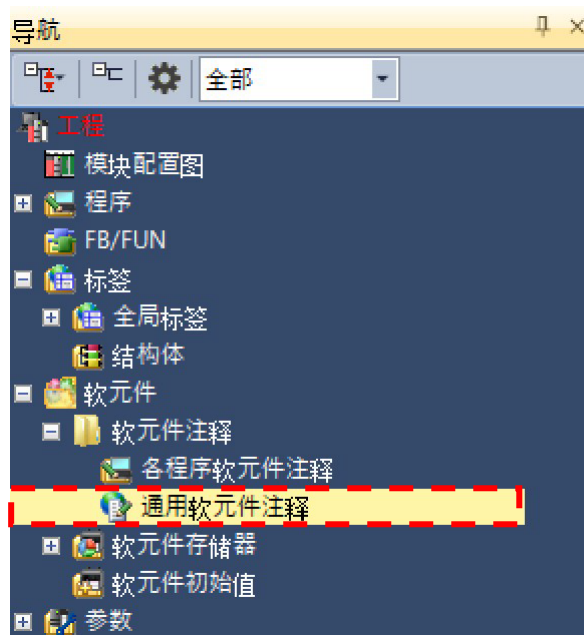 导航
全部
工程
模块配置图
程序
FB/FUN
标签
全局标签
结构体
软元件
软元件注释
各程序软元件注释
通用软元件注释
软元件存储器
软元件初始值
参数